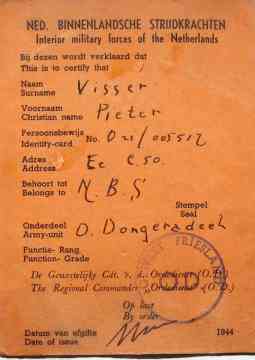 NED. BINNENLANDSCHE STRIJDKRACHTEN
Interior military forces of the Netherlands
Bij dezen wordt verklaard dat
This is to certify that
Naam
Surname Visser
Voornaam
Christian name Pieter
Persoonsbewijs
Identity-card No. D21/005512
Adres
Address Ee
Behoort tot
Belongs to N.B.S
Stempel
Seal
Onderdeel
Army-unit O. Dongeradeel
Functie- Rang
Function- Grade
FRIESLAND
De Gewestelijk Cdt. v. d. Ordedienst (O.D.)
The Regional Commander Ordedienst (O.D.)
Op last
By order
Datum van afgifte
Date of issue 1944